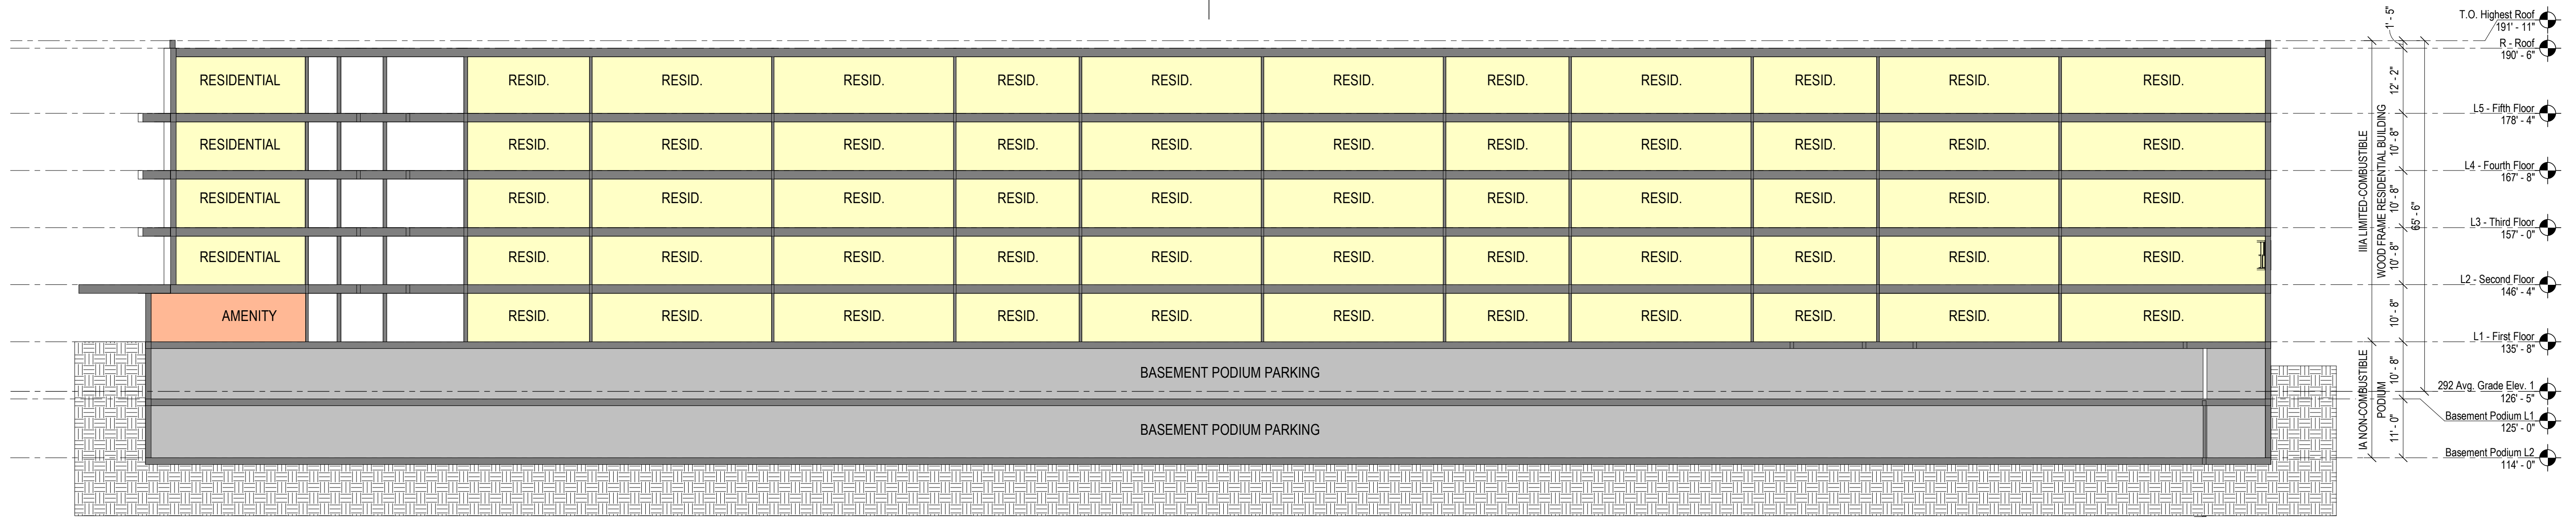 T.O. Highest Roof
191' - 11"
1' - 5"
R - Roof
190' - 6"
RESIDENTIAL RESID. RESID. RESID. RESID. RESID. RESID. RESID. RESID. RESID. RESID. RESID. RESID.
12' - 2"
L5 - Fifth Floor
178' - 4"
RESIDENTIAL RESID. RESID. RESID. RESID. RESID. RESID. RESID. RESID. RESID. RESID. RESID. RESID.
10' - 8"
L4 - Fourth Floor
167' - 8"
RESIDENTIAL RESID. RESID. RESID. RESID. RESID. RESID. RESID. RESID. RESID. RESID. RESID. RESID.
10' - 8"
L3 - Third Floor
157' - 0"
RESIDENTIAL RESID. RESID. RESID. RESID. RESID. RESID. RESID. RESID. RESID. RESID. RESID. RESID.
10' - 8"
L2 - Second Floor
146' - 4"
AMENITY RESID. RESID. RESID. RESID. RESID. RESID. RESID. RESID. RESID. RESID. RESID. RESID.
10' - 8"
L1 - First Floor
135' - 8"
IIIA LIMITED-COMBUSTIBLE
WOOD FRAME RESIDENTIAL BUILDING
65' - 6"
BASEMENT PODIUM PARKING
10' - 8"
292 Avg. Grade Elev. 1
126' - 5"
Basement Podium L1
125' - 0"
BASEMENT PODIUM PARKING
11' - 0"
IA NON-COMBUSTIBLE
PODIUM
Basement Podium L2
114' - 0"